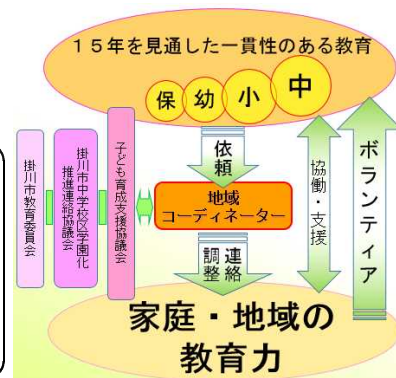 １５年を見通した一貫性のある教育
保
幼
小
中
掛川市教育委員会
掛川市中学校区学園化
推進連絡協議会
子ども育成支援協議会
依頼
地域
コーディネーター
連絡
調整
協働・支援
ボランティア
家庭・地域の
教育力